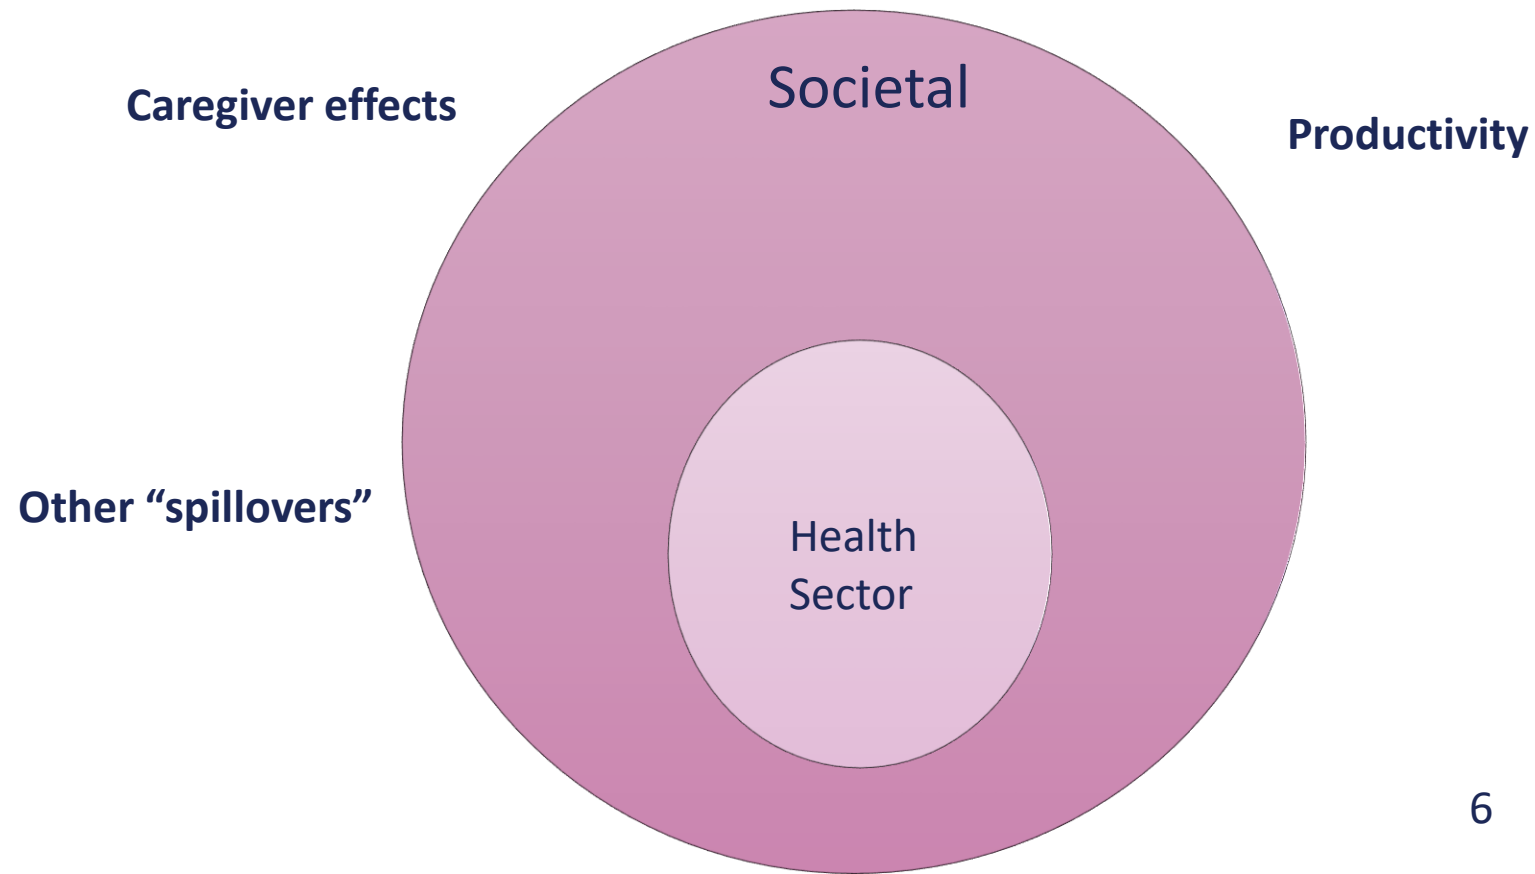 Societal
Caregiver effects
Productivity
Other “spillovers”
Health
Sector
6